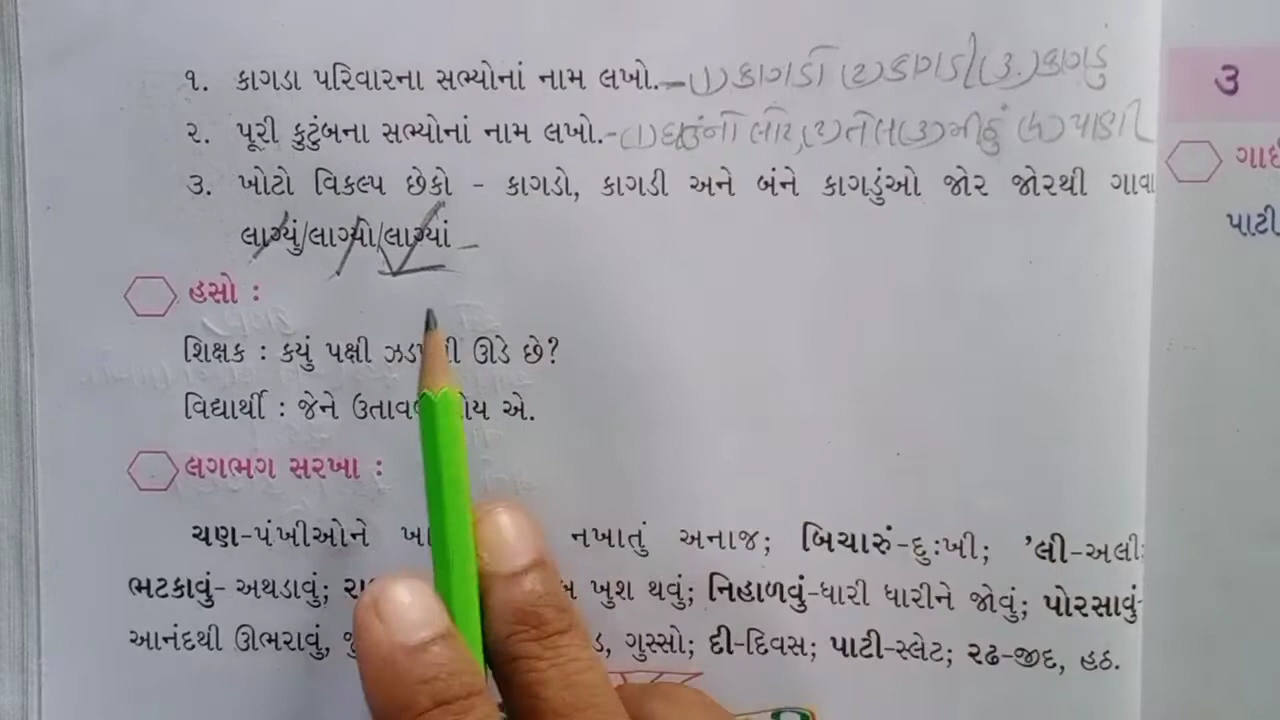 ૧. કાગડા પરિવારના સભ્યોનાં નામ લખો. - (1) કાગડો (2) કાગડી (3.) કાગડું
૨. પૂરી કુટુંબના સભ્યોનાં નામ લખો. - (1) ઘઉંનો લોટ, (2) તેલ (3) મીઠું (4) પાણી
૩. ખોટો વિકલ્પ છેકો - કાગડો, કાગડી અને બંને કાગડુંઓ જોર જોરથી ગાવા
લાગ્યું/લાગ્યો/લાગ્યાં
હસો :
શિક્ષક : કયું પક્ષી ઊડે છે?
વિદ્યાર્થી : જેને એ.
લગભગ સરખા :
ચણ-પંખીઓને નખાતું અનાજ; બિચારું-દુઃખી; 'લી-અલી
ભટકાવું- અથડાવું; ખુશ થવું; નિહાળવું-ધારી ધારીને જોવું; પોરસાવું-
આનંદથી ઊભરાવું, ગુસ્સો; દી-દિવસ; પાટી-સ્લેટ; રઢ-જીદ, હઠ.
૩
પાટી